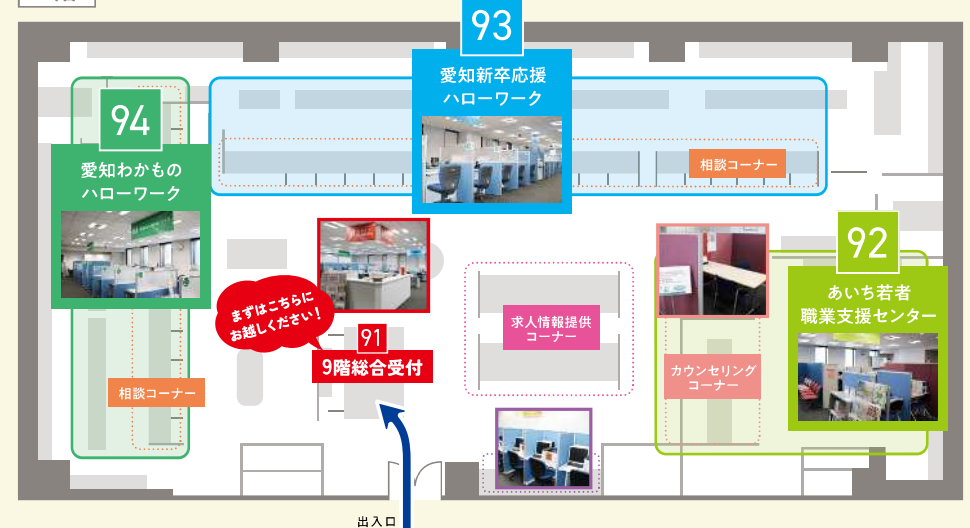 93
愛知新卒応援
ハローワーク
相談コーナー
94
愛知わかもの
ハローワーク
相談コーナー
まずはこちらに
お越しください!
91
9階総合受付
求人情報提供
コーナー
カウンセリング
コーナー
92
あいち若者
職業支援センター
出入口